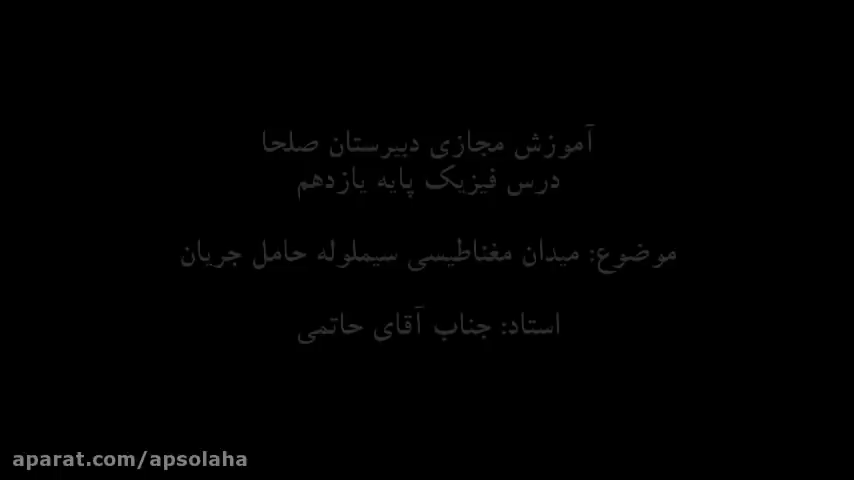 آموزش مجازی دبیرستان صلحا
درس فیزیک پایه یازدهم
موضوع: میدان مغناطیسی سیملوله حامل جریان
استاد: جناب آقای حاتمی
aparat.com/apsolaha